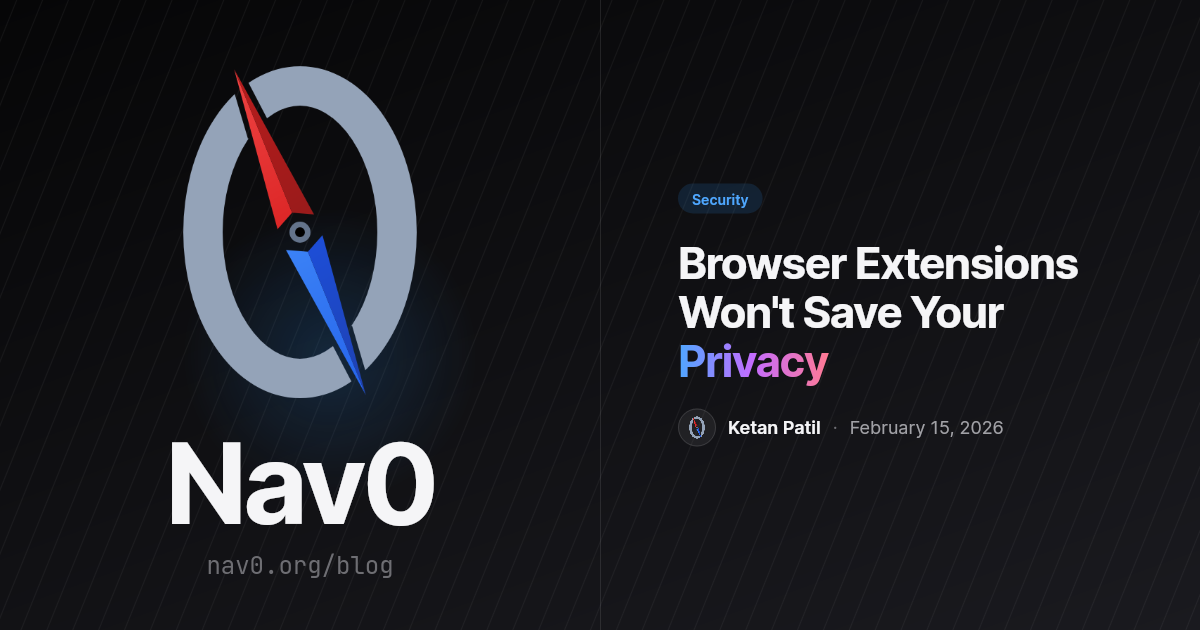 Nav0
nav0.org/blog
Security
Browser Extensions
Won't Save Your
Privacy
Ketan Patil · February 15, 2026